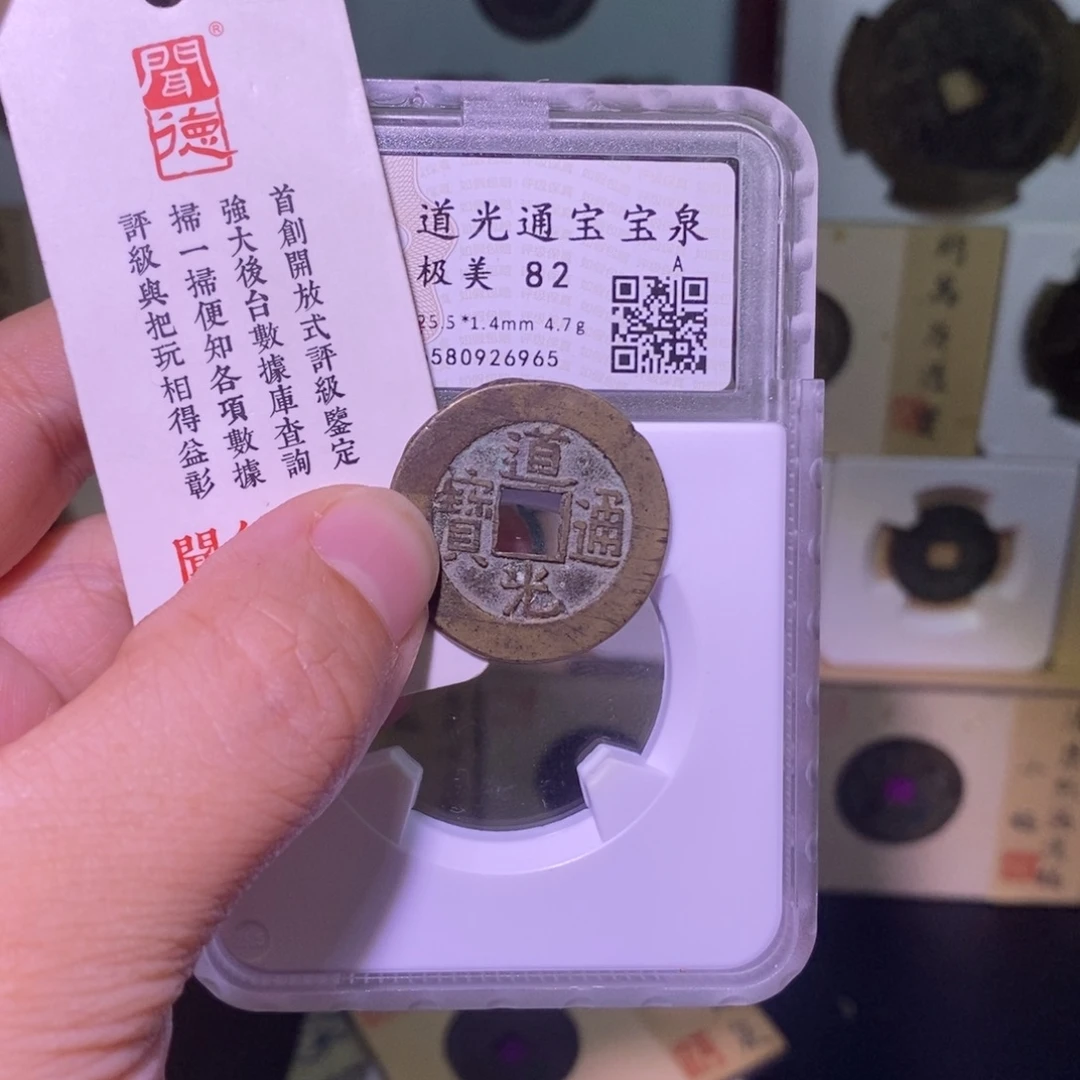 聞德®
首創開放式評級鑒定
強大後台數據庫查詢
掃一掃便知各項數據
評級與把玩相得益彰
聞
道光通宝宝泉
极美 82
A
25.5*1.4mm 4.7g
580926965
道光通寶